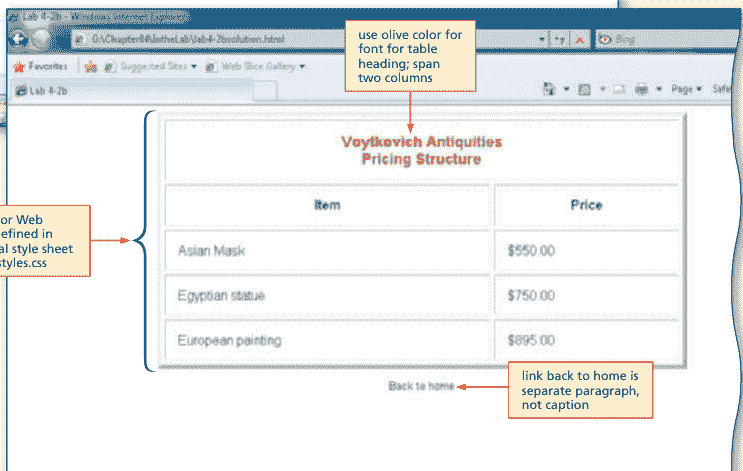 Lab 4-2b - Windows Internet Explorer
G:\Chapter04\IntheLab\lab4-2bsolution.html
Bing
Favorites
Suggested Sites
Web Slice Gallery
Lab 4-2b
Page
Safe
use olive color for
font for table
heading; span
two columns
Voytkovich Antiquities
Pricing Structure
Item Price
or Web
efined in
al style sheet
styles.css
Asian Mask $550.00
Egyptian statue $750.00
European painting $895.00
Back to home
link back to home is
separate paragraph,
not caption